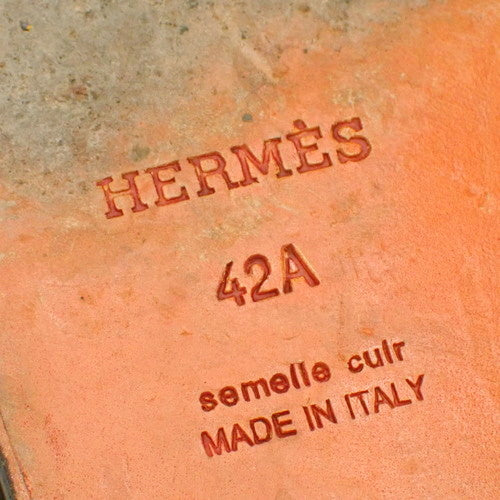 HERMÈS
42A
semelle cuir
MADE IN ITALY